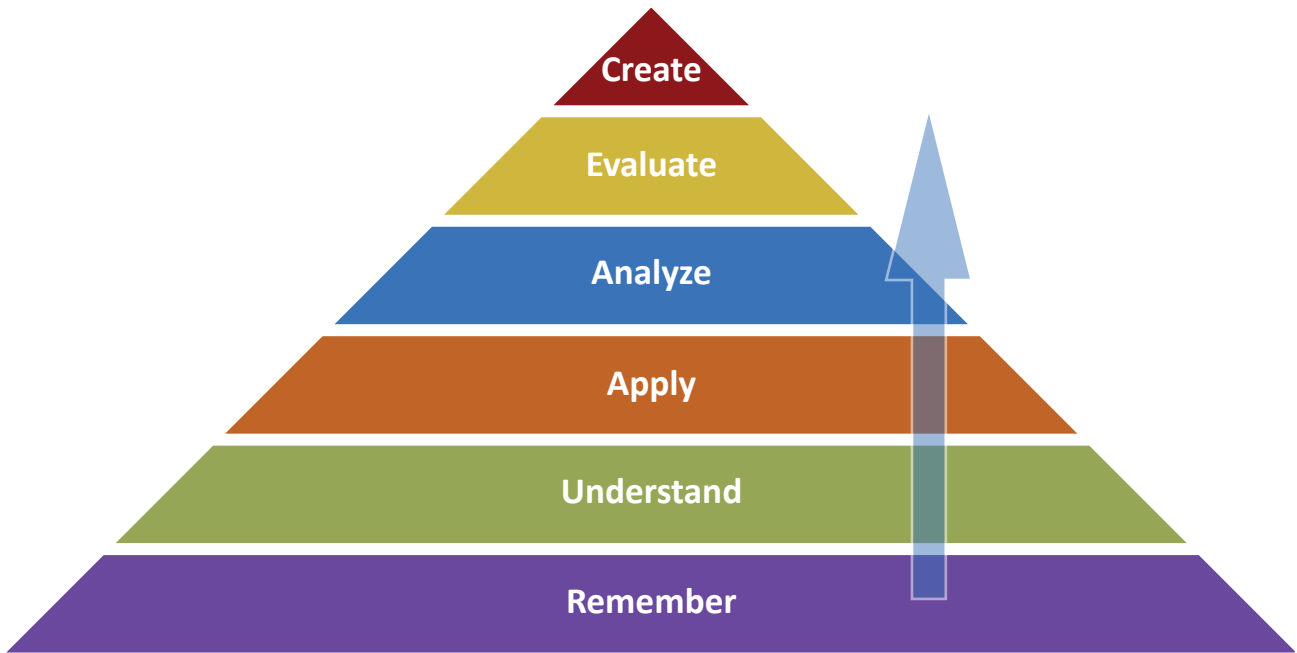 Create
Evaluate
Analyze
Apply
Understand
Remember